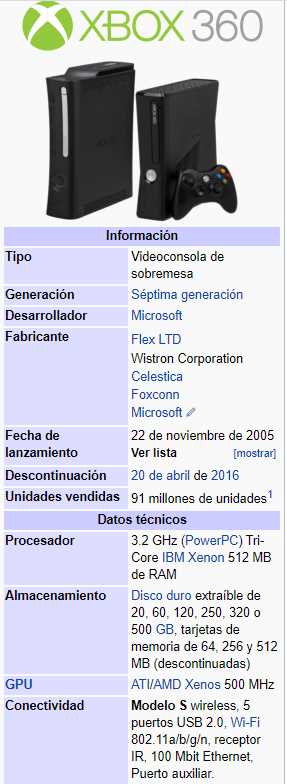 XBOX 360
Información
Tipo
Videoconsola de
sobremesa
Generación
Séptima generación
Desarrollador
Microsoft
Fabricante
Flex LTD
Wistron Corporation
Celestica
Foxconn
Microsoft
Fecha de
lanzamiento
22 de noviembre de 2005
Ver lista
[mostrar]
Descontinuación
20 de abril de 2016
Unidades vendidas
91 millones de unidades1
Datos técnicos
Procesador
3.2 GHz (PowerPC) Tri-
Core IBM Xenon 512 MB
de RAM
Almacenamiento
Disco duro extraíble de
20, 60, 120, 250, 320 o
500 GB, tarjetas de
memoria de 64, 256 y 512
MB (descontinuadas)
GPU
ATI/AMD Xenos 500 MHz
Conectividad
Modelo S wireless, 5
puertos USB 2.0, Wi-Fi
802.11a/b/g/n, receptor
IR, 100 Mbit Ethernet,
Puerto auxiliar.